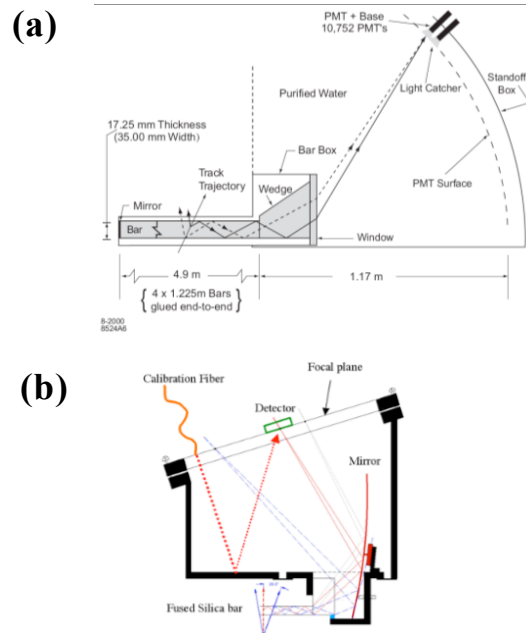 (a)
PMT + Base
10,752 PMT's
Light Catcher
Standoff
Box
Purified Water
17.25 mm Thickness
(35.00 mm Width)
Bar Box
Track
Trajectory
PMT Surface
Mirror
Wedge
Bar
Window
4.9 m
1.17 m
{ 4 x 1.225m Bars }
glued end-to-end
8-2000
8524A6
(b)
Calibration Fiber
Focal plane
Detector
Mirror
Fused Silica bar